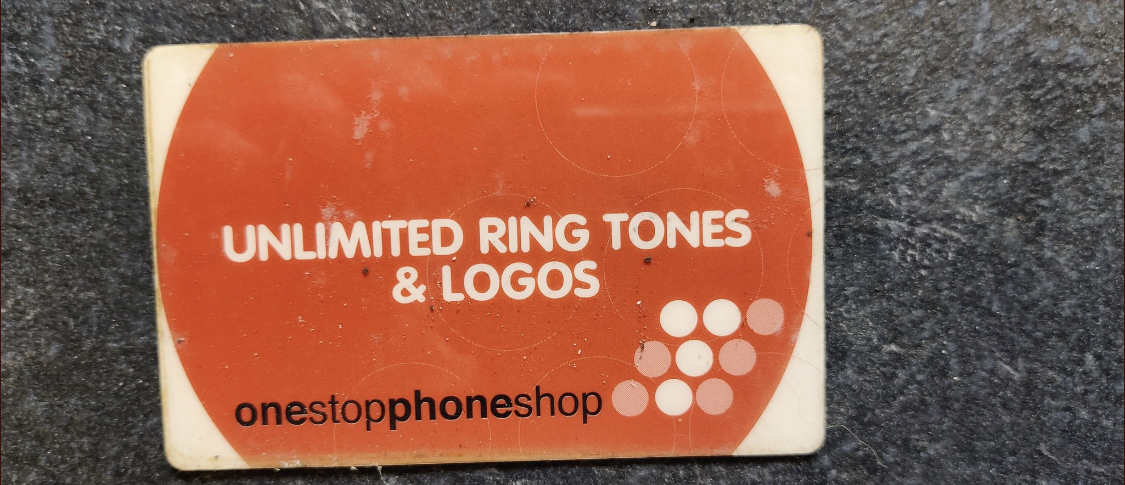 UNLIMITED RING TONES
& LOGOS
onestopphoneshop